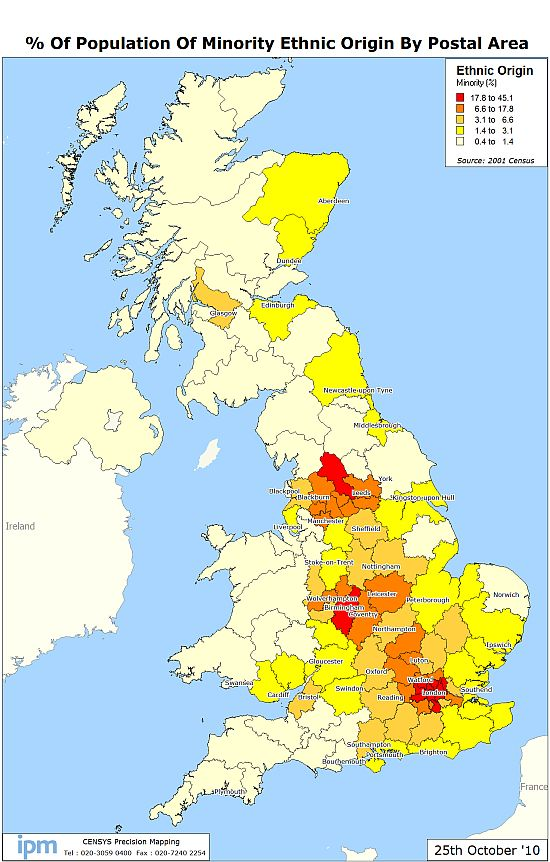 % Of Population Of Minority Ethnic Origin By Postal Area
Ethnic Origin
Minority (%)
17.8 to 45.1
6.6 to 17.8
3.1 to 6.6
1.4 to 3.1
0.4 to 1.4
Source: 2001 Census
Aberdeen
Dundee
Edinburgh
Glasgow
Newcastle-upon Tyne
Middlesbrough
York
Blackpool
Leeds
Blackburn
Kingston-upon Hull
Manchester
Liverpool
Sheffield
Ireland
Stoke-on-Trent
Nottingham
Leicester
Norwich
Wolverhampton
Peterborough
Birmingham
Coventry
Northampton
Ipswich
Gloucester
Luton
Oxford
Swansea
Watford
Southend
Cardiff
Swindon
London
Bristol
Reading
Southampton
Portsmouth
Brighton
Bournemouth
France
Plymouth
ipm
CENSYS Precision Mapping
Tel : 020-3059 0400 Fax : 020-7240 2254
25th October '10